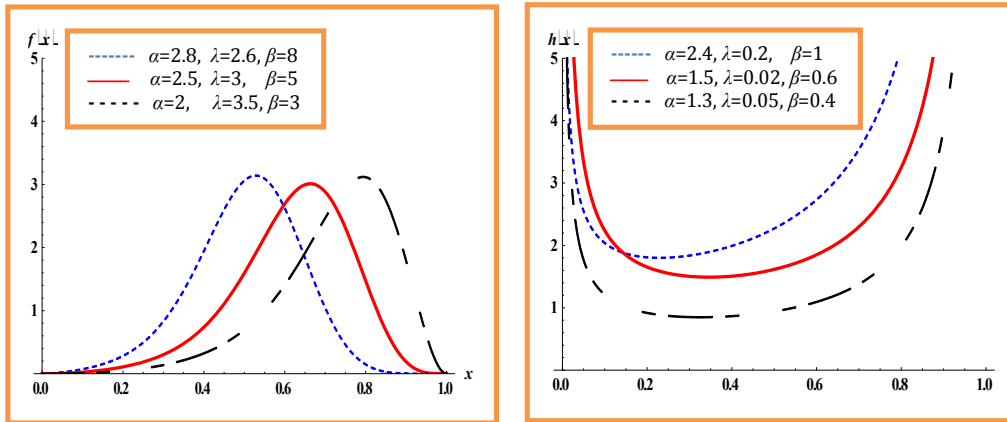 f x
α=2.8, λ=2.6, β=8
α=2.5, λ=3, β=5
α=2, λ=3.5, β=3
5
4
3
2
1
0.0 0.2 0.4 0.6 0.8 1.0 x
h x
α=2.4, λ=0.2, β=1
α=1.5, λ=0.02, β=0.6
α=1.3, λ=0.05, β=0.4
5
4
3
2
1
0.0 0.2 0.4 0.6 0.8 1.0